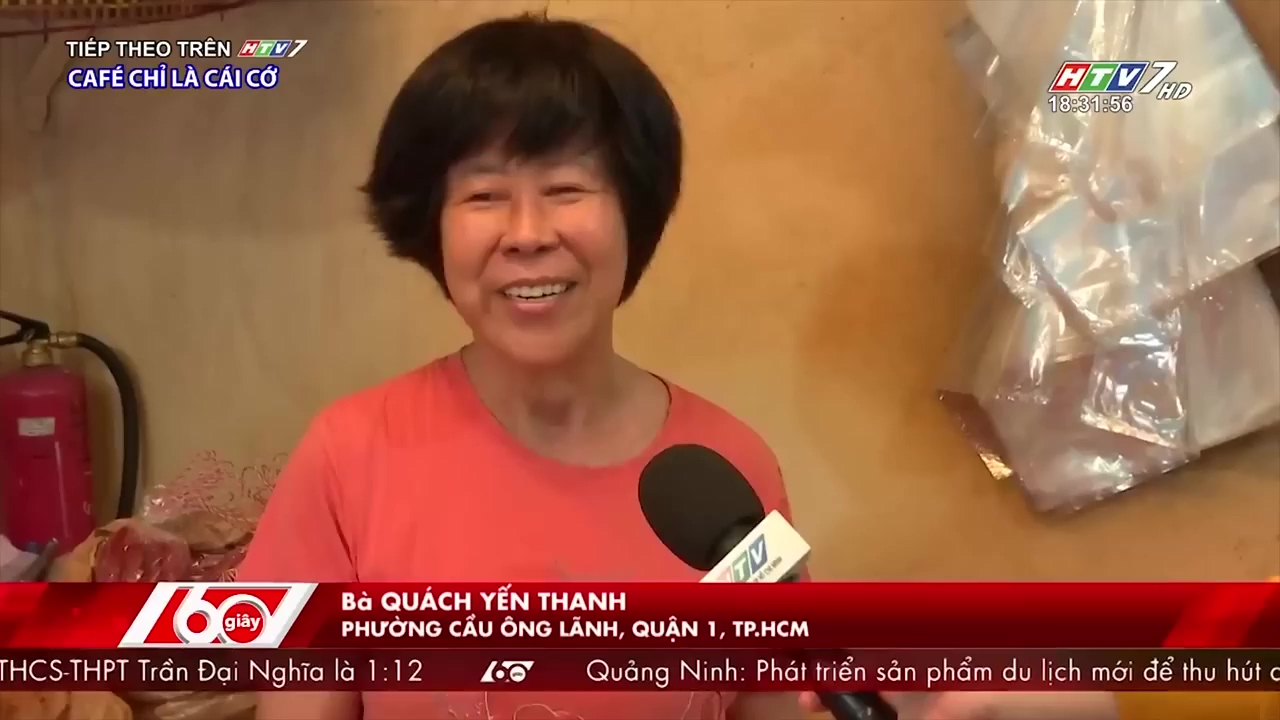 TIẾP THEO TRÊN HTV7
CAFÉ CHỈ LÀ CÁI CỚ
HTV7 HD
18:31:56
HTV
60 giây
Bà QUÁCH YẾN THANH
PHƯỜNG CẦU ÔNG LÃNH, QUẬN 1, TP.HCM
THCS-THPT Trần Đại Nghĩa là 1:12 60 giây Quảng Ninh: Phát triển sản phẩm du lịch mới để thu hút